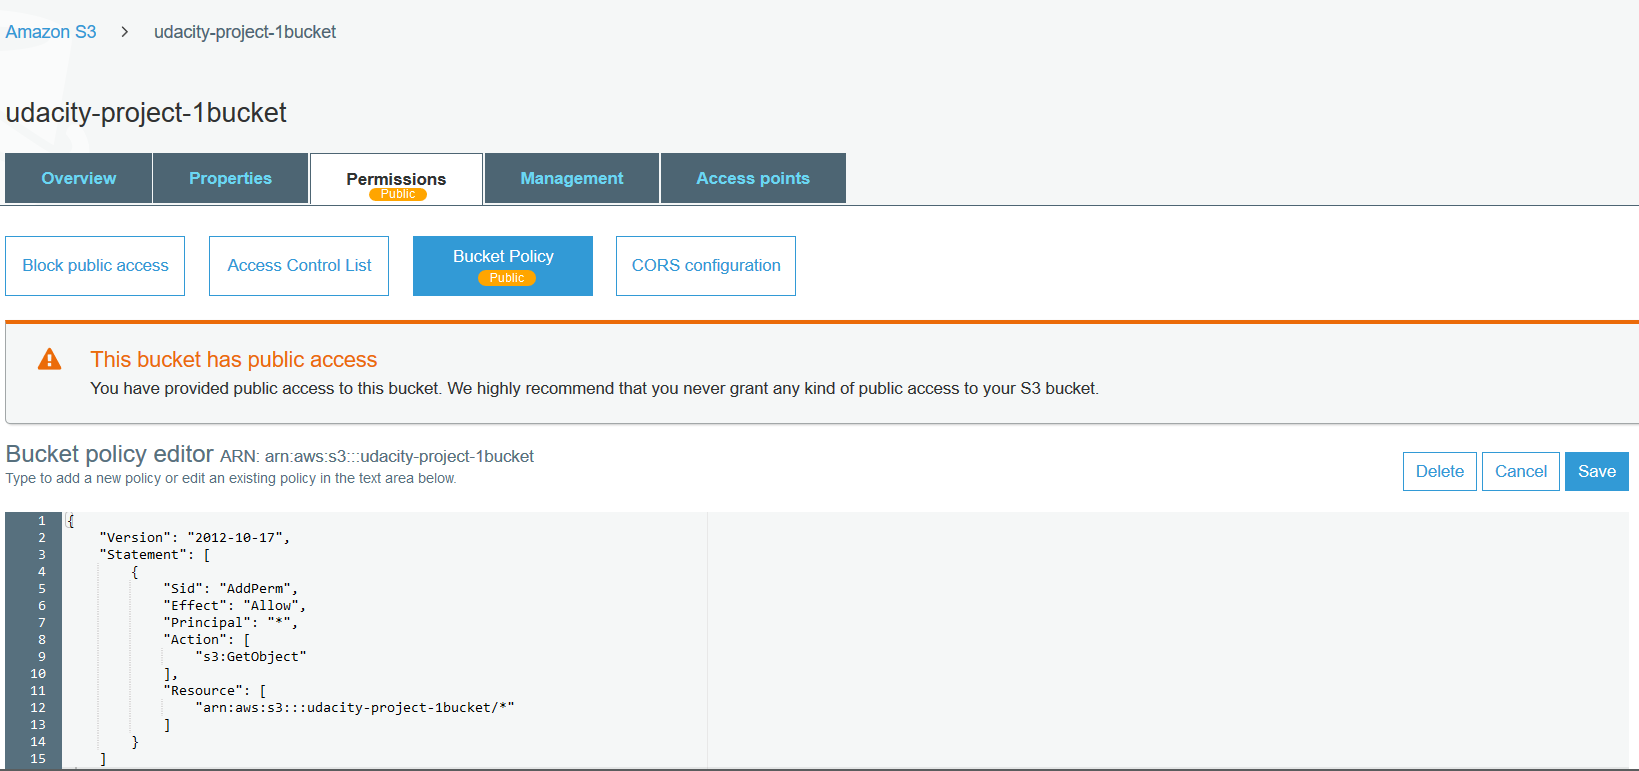 Amazon S3 > udacity-project-1bucket
udacity-project-1bucket
Overview Properties Permissions Management Access points
Public
Block public access Access Control List Bucket Policy CORS configuration
Public
This bucket has public access
You have provided public access to this bucket. We highly recommend that you never grant any kind of public access to your S3 bucket.
Bucket policy editor ARN: arn:aws:s3:::udacity-project-1bucket
Type to add a new policy or edit an existing policy in the text area below.
Delete Cancel Save
1 {
2 "Version": "2012-10-17",
3 "Statement": [
4 {
5 "Sid": "AddPerm",
6 "Effect": "Allow",
7 "Principal": "*",
8 "Action": [
9 "s3:GetObject"
10 ],
11 "Resource": [
12 "arn:aws:s3:::udacity-project-1bucket/*"
13 ]
14 }
15 ]